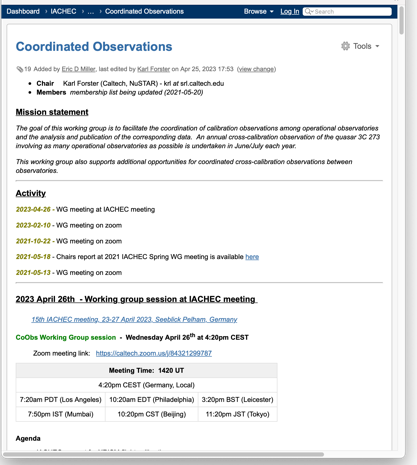 Dashboard › IACHEC › ... › Coordinated Observations Browse Log In Search
Coordinated Observations Tools
19 Added by Eric D Miller, last edited by Karl Forster on Apr 25, 2023 17:53 (view change)
• Chair Karl Forster (Caltech, NuSTAR) - krl at srl.caltech.edu
• Members membership list being updated (2021-05-20)
Mission statement
The goal of this working group is to facilitate the coordination of calibration observations among operational observatories
and the analysis and publication of the corresponding data. An annual cross-calibration observation of the quasar 3C 273
involving as many operational observatories as possible is undertaken in June/July each year.
This working group also supports additional opportunities for coordinated cross-calibration observations between
observatories.
Activity
2023-04-26 - WG meeting at IACHEC meeting
2023-02-10 - WG meeting on zoom
2021-10-22 - WG meeting on zoom
2021-05-18 - Chairs report at 2021 IACHEC Spring WG meeting is available here
2021-05-13 - WG meeting on zoom
2023 April 26th - Working group session at IACHEC meeting
15th IACHEC meeting, 23-27 April 2023, Seeblick Pelham, Germany
CoObs Working Group session - Wednesday April 26th at 4:20pm CEST
Zoom meeting link: https://caltech.zoom.us/j/84321299787
Meeting Time: 1420 UT
4:20pm CEST (Germany, Local)
7:20am PDT (Los Angeles) 10:20am EDT (Philadelphia) 3:20pm BST (Leicester)
7:50pm IST (Mumbai) 10:20pm CST (Beijing) 11:20pm JST (Tokyo)
Agenda